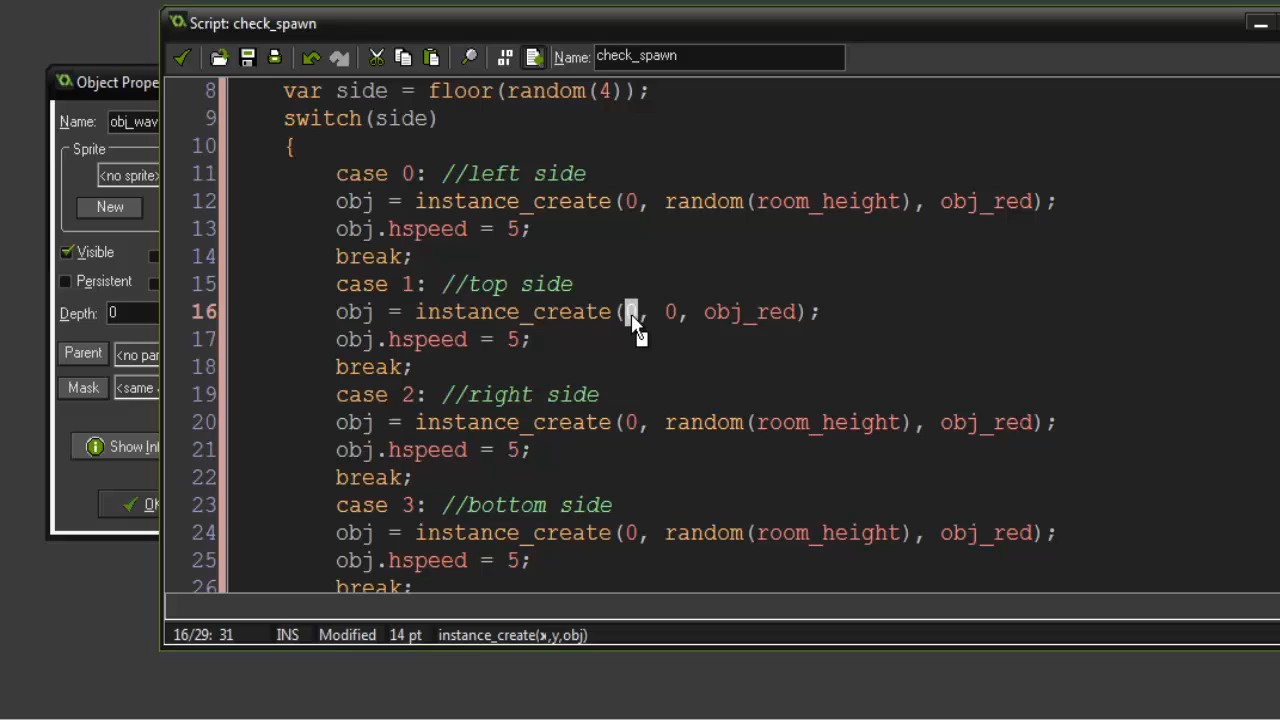 Script: check_spawn
Name: check_spawn
Object Prope
Name: obj_wav
Sprite
<no sprite>
New
Visible
Persistent
Depth: 0
Parent <no par
Mask <same
Show Inf
OK
8 var side = floor(random(4));
9 switch(side)
10 {
11 case 0: //left side
12 obj = instance_create(0, random(room_height), obj_red);
13 obj.hspeed = 5;
14 break;
15 case 1: //top side
16 obj = instance_create(0, 0, obj_red);
17 obj.hspeed = 5;
18 break;
19 case 2: //right side
20 obj = instance_create(0, random(room_height), obj_red);
21 obj.hspeed = 5;
22 break;
23 case 3: //bottom side
24 obj = instance_create(0, random(room_height), obj_red);
25 obj.hspeed = 5;
26 break;
16/29: 31 INS Modified 14 pt instance_create(x,y,obj)